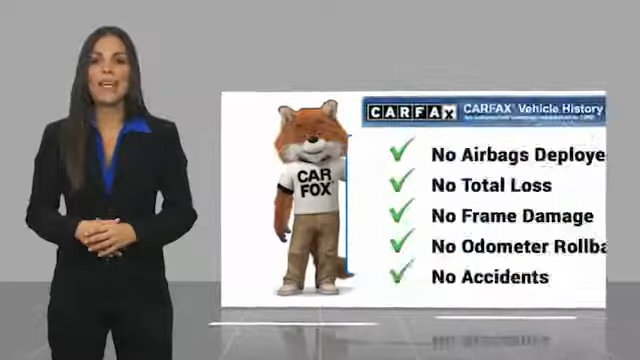 CARFAX CARFAX® Vehicle History
No Airbags Deploye
No Total Loss
No Frame Damage
No Odometer Rollba
No Accidents
CAR
FOX